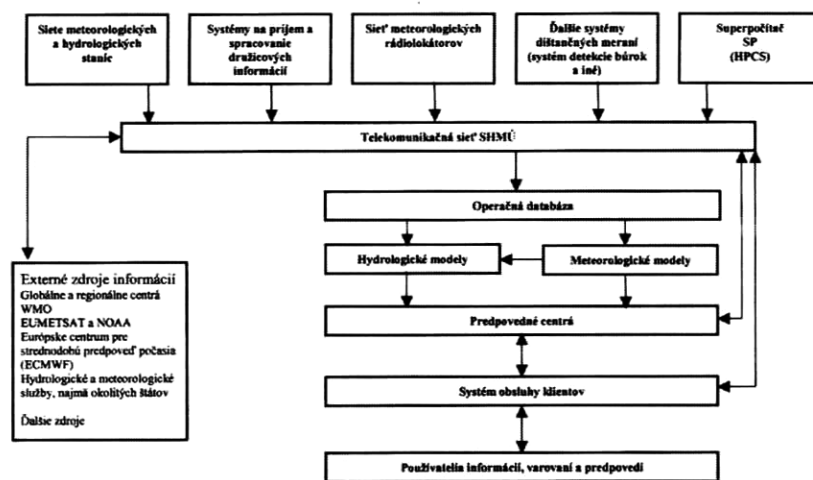 Siete meteorologických
a hydrologických
staníc
Systémy na príjem a
spracovanie
družicových
informácií
Sieť meteorologických
rádiolokátorov
Ďalšie systémy
dištančných meraní
(systém detekcie búrok
a iné)
Superpočítač
SP
(HPCS)
Telekomunikačná sieť SHMÚ
Operačná databáza
Hydrologické modely
Meteorologické modely
Externé zdroje informácií
Globálne a regionálne centrá
WMO
EUMETSAT a NOAA
Európske centrum pre
strednodobú predpoveď počasia
(ECMWF)
Hydrologické a meteorologické
služby, najmä okolitých štátov
Ďalšie zdroje
Predpovedné centrá
Systém obsluhy klientov
Používatelia informácií, varovaní a predpovedí